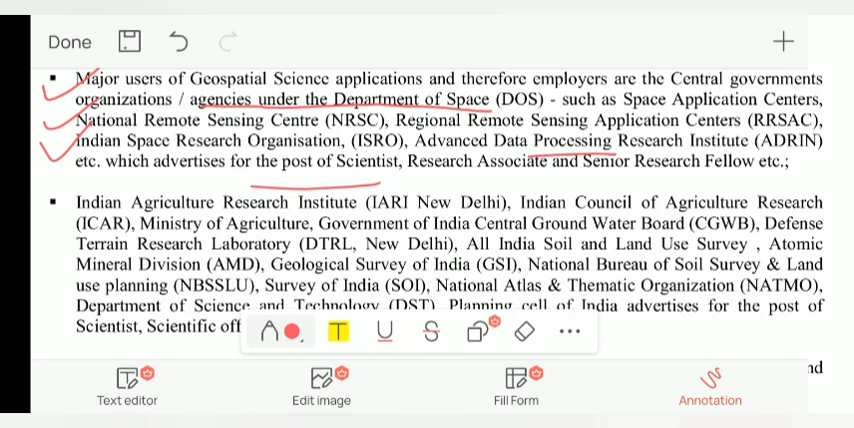 Done
▪ Major users of Geospatial Science applications and therefore employers are the Central governments
organizations / agencies under the Department of Space (DOS) - such as Space Application Centers,
National Remote Sensing Centre (NRSC), Regional Remote Sensing Application Centers (RRSAC),
Indian Space Research Organisation, (ISRO), Advanced Data Processing Research Institute (ADRIN)
etc. which advertises for the post of Scientist, Research Associate and Senior Research Fellow etc.;
▪ Indian Agriculture Research Institute (IARI New Delhi), Indian Council of Agriculture Research
(ICAR), Ministry of Agriculture, Government of India Central Ground Water Board (CGWB), Defense
Terrain Research Laboratory (DTRL, New Delhi), All India Soil and Land Use Survey , Atomic
Mineral Division (AMD), Geological Survey of India (GSI), National Bureau of Soil Survey & Land
use planning (NBSSLU), Survey of India (SOI), National Atlas & Thematic Organization (NATMO),
Department of Science and Technology (DST), Planning cell of India advertises for the post of
Scientist, Scientific off
nd
T U S
Text editor Edit image Fill Form Annotation